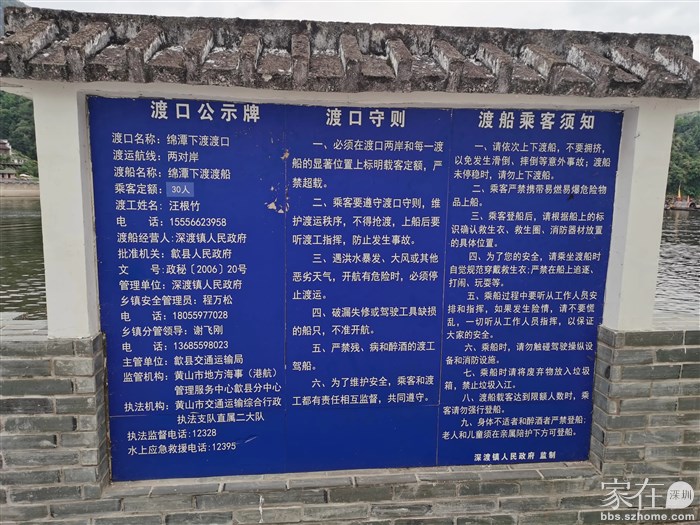 渡口公示牌
渡口名称：绵潭下渡渡口
渡运航线：两对岸
渡船名称：绵潭下渡渡船
乘客定额：30人
渡工姓名：汪根竹
电　　话：15556623958
渡船经营人：深渡镇人民政府
批准机关：歙县人民政府
文　　号：政秘〔2006〕20号
管理单位：深渡镇人民政府
乡镇安全管理员：程万松
电　　话：18055977028
乡镇分管领导：谢飞刚
电　　话：13685598023
主管单位：歙县交通运输局
监管机构：黄山市地方海事（港航）
管理服务中心歙县分中心
执法机构：黄山市交通运输综合行政
执法支队直属二大队
执法监督电话：12328
水上应急救援电话：12395
渡口守则
一、必须在渡口两岸和每一渡
船的显著位置上标明载客定额，严
禁超载。
二、乘客要遵守渡口守则，维
护渡运秩序，不得抢渡，上船后要
听渡工指挥，防止发生事故。
三、遇洪水暴发、大风或其他
恶劣天气，开航有危险时，必须停
止渡运。
四、破漏失修或驾驶工具缺损
的船只，不准开航。
五、严禁残、病和醉酒的渡工
驾船。
六、为了维护安全，乘客和渡
工都有责任相互监督，共同遵守。
渡船乘客须知
一、请依次上下渡船，不要拥挤，
以免发生滑倒、摔倒等意外事故；渡船
未停稳时，请勿上下渡船。
二、乘客严禁携带易燃易爆危险物
品上船。
三、乘客登船后，请根据船上的标
识确认救生衣、救生圈、消防器材放置
的具体位置。
四、为了您的安全，请乘坐渡船时
自觉规范穿戴救生衣；严禁在船上追逐、
打闹、玩耍等。
五、乘船过程中要听从工作人员安
排和指挥，如果发生险情，请不要慌
乱，一切听从工作人员指挥，以保证
大家的安全。
六、乘船时，请勿触碰驾驶操纵设
备和消防设施。
七、乘船时请将废弃物放入垃圾
箱，禁止垃圾入江。
八、渡船载客达到限额人数时，乘
客请勿强行登船。
九、身体不适者和醉酒者严禁登船；
老人和儿童须在亲属陪护下方可登船。
深渡镇人民政府 监制
家在深圳
bbs.szhome.com